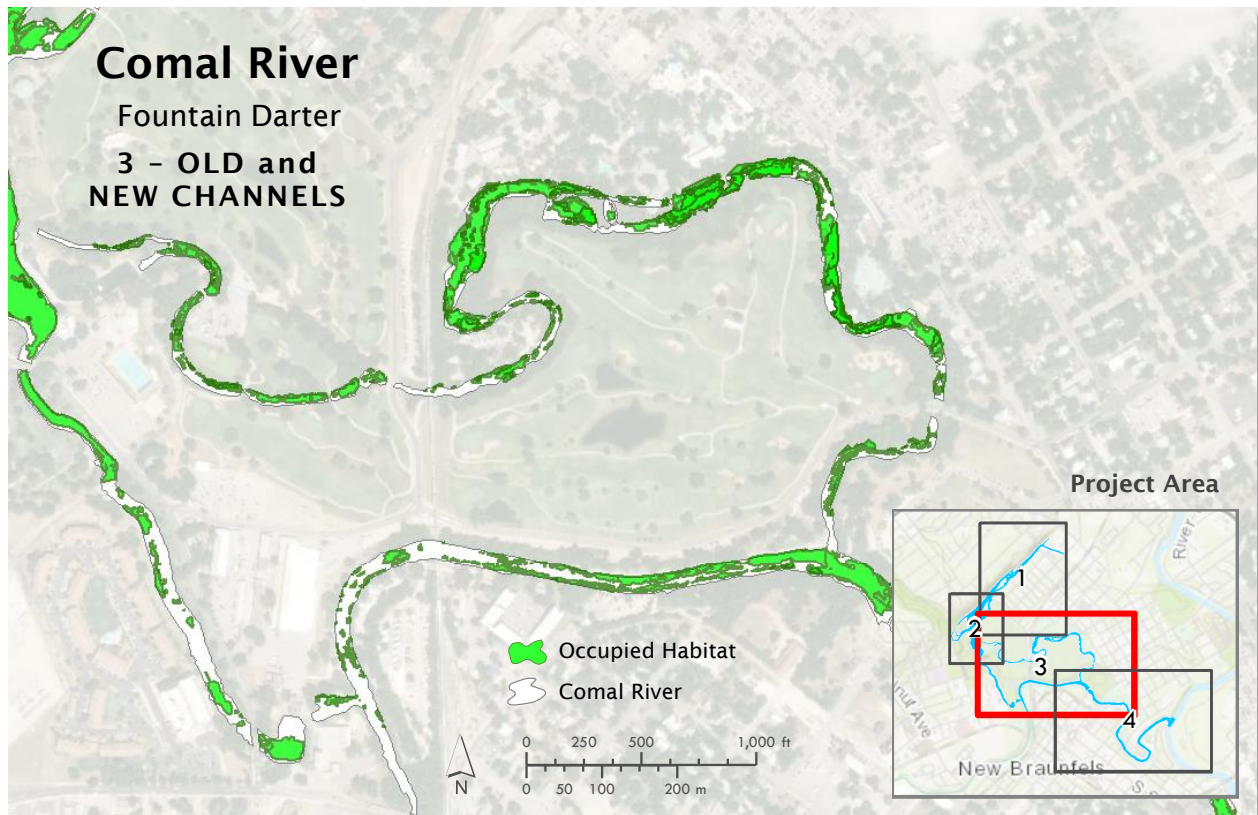 Comal River
Fountain Darter
3 – OLD and
NEW CHANNELS
Project Area
Occupied Habitat
Comal River
0 250 500 1,000 ft
0 50 100 200 m
N
1
2
3
4
River
New Braunfels